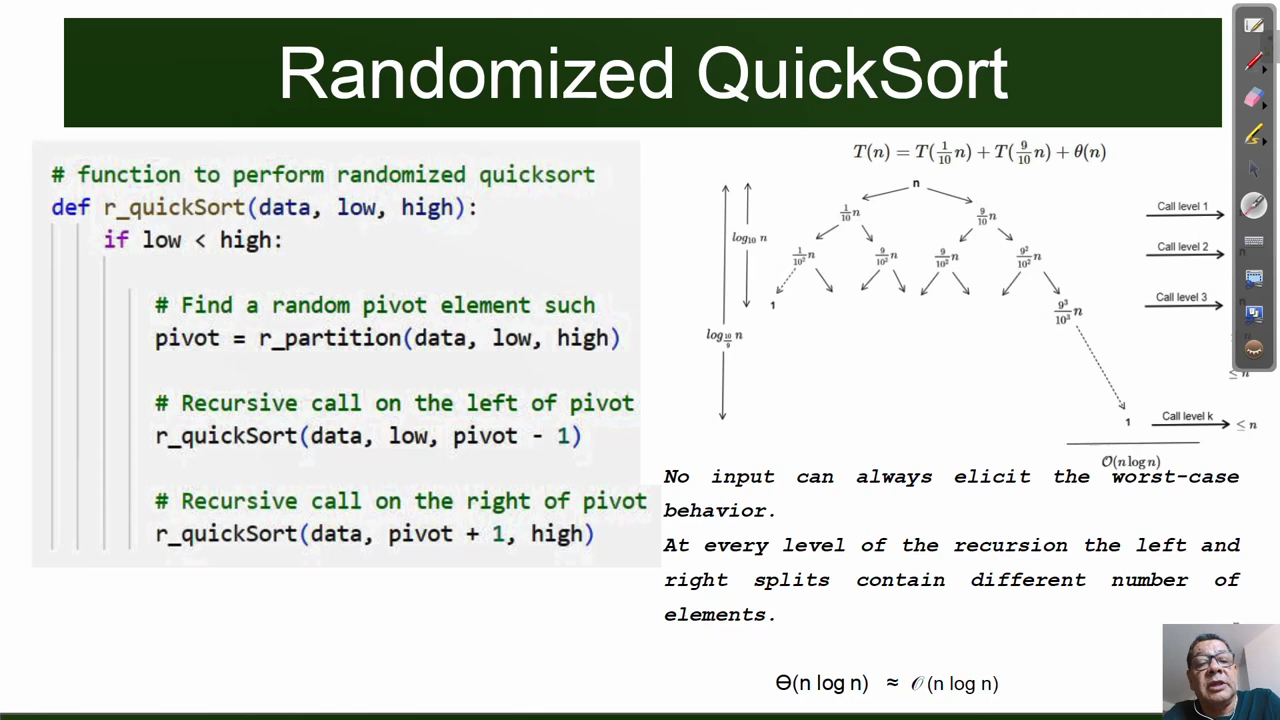 Randomized QuickSort
# function to perform randomized quicksort
def r_quickSort(data, low, high):
if low < high:
# Find a random pivot element such
pivot = r_partition(data, low, high)
# Recursive call on the left of pivot
r_quickSort(data, low, pivot - 1)
# Recursive call on the right of pivot
r_quickSort(data, pivot + 1, high)
T(n) = T(1/10 n) + T(9/10 n) + θ(n)
n
1/10 n 9/10 n
Call level 1
log₁₀ n
1/10² n 9/10² n 9/10² n 9²/10² n
Call level 2
n
1
9³/10³ n
Call level 3
log₁₀/₉ n
≤ n
1
Call level k
≤ n
O(n log n)
No input can always elicit the worst-case
behavior.
At every level of the recursion the left and
right splits contain different number of
elements.
Ɵ(n log n) ≈ 𝒪 (n log n)